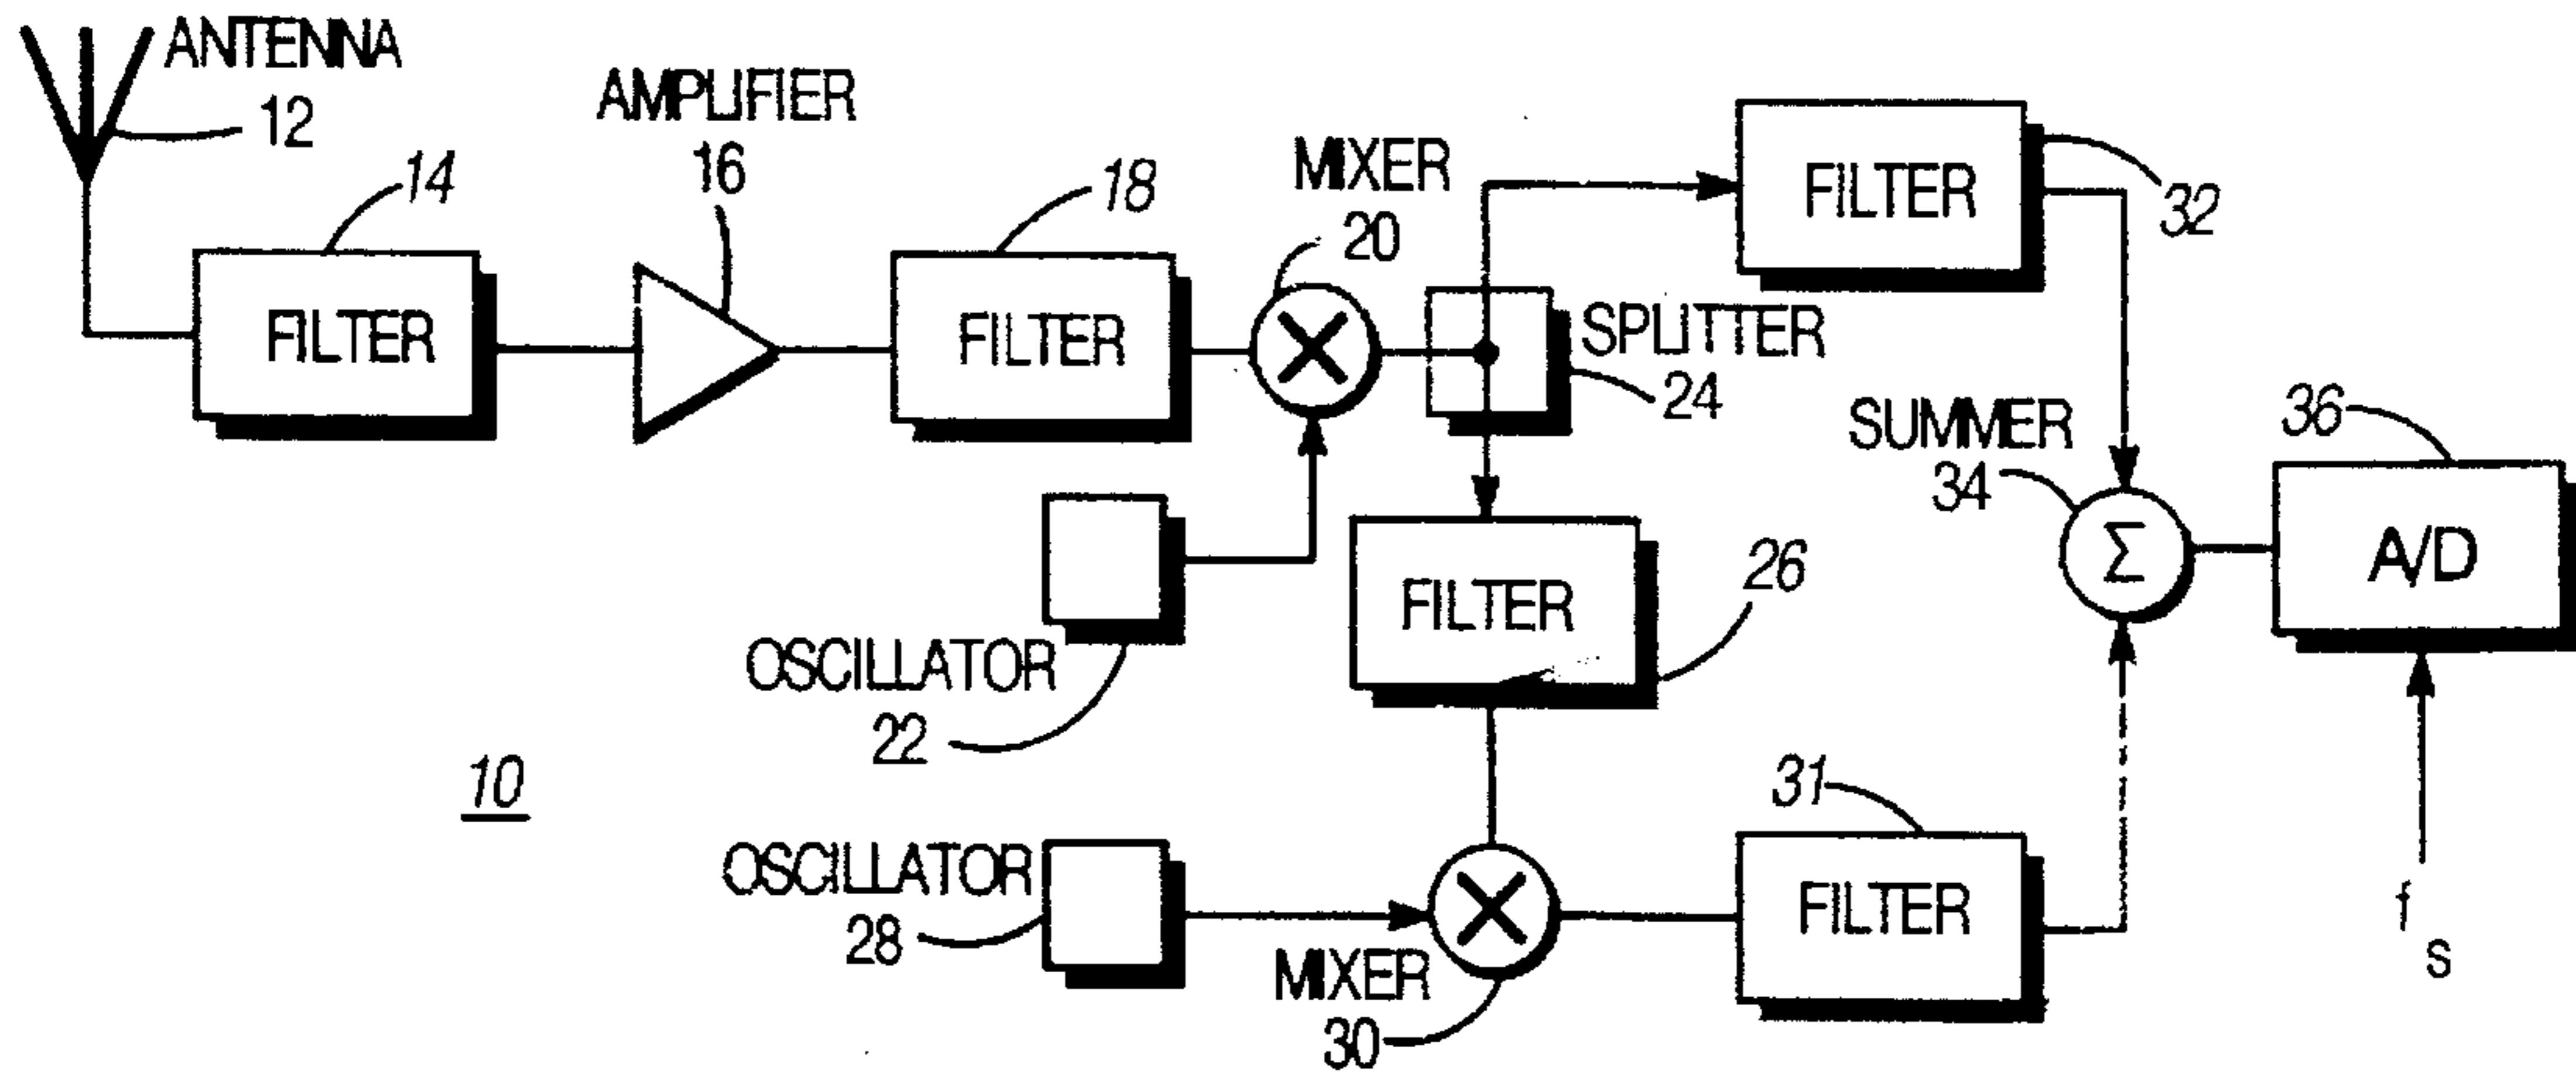 ANTENNA
12
14
FILTER
AMPLIFIER
16
18
FILTER
MIXER
20
SPLITTER
24
FILTER
32
OSCILLATOR
22
FILTER
26
SUMMER
34
Σ
36
A/D
f
s
10
OSCILLATOR
28
MIXER
30
31
FILTER